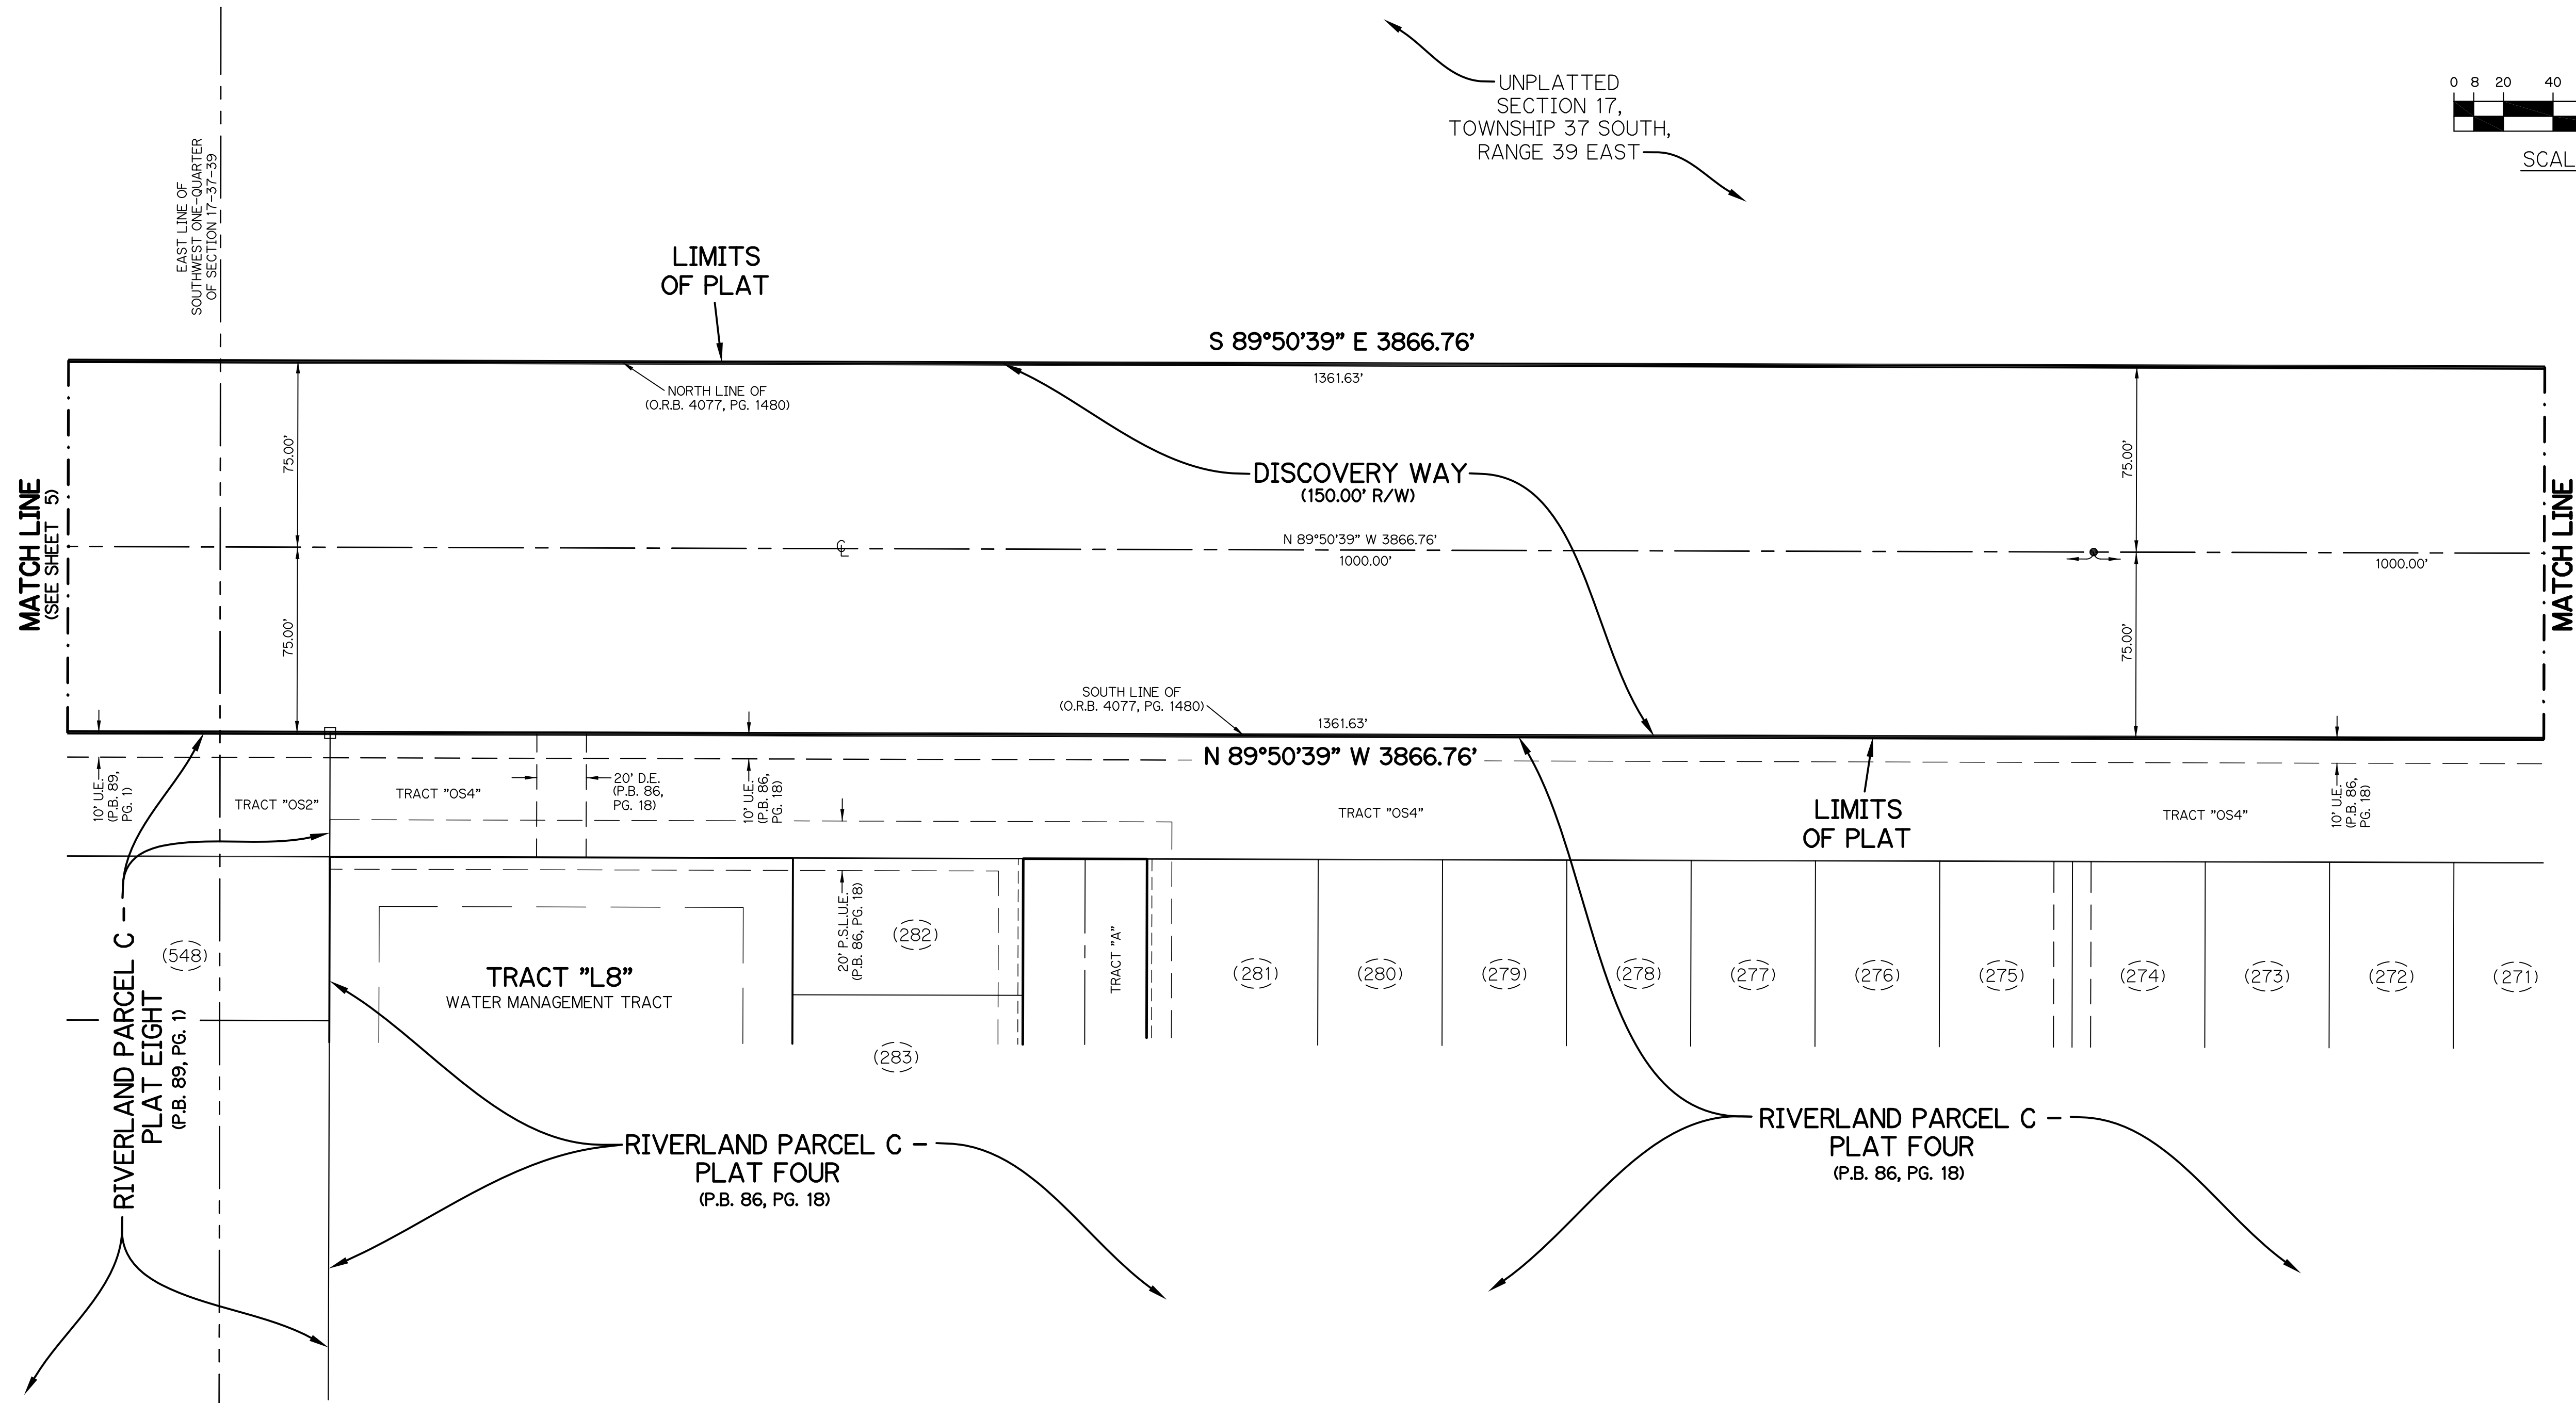 UNPLATTED
SECTION 17,
TOWNSHIP 37 SOUTH,
RANGE 39 EAST
0 8 20 40
SCAL
EAST LINE OF
SOUTHWEST ONE-QUARTER
OF SECTION 17-37-39
LIMITS
OF PLAT
S 89°50'39" E 3866.76'
1361.63'
NORTH LINE OF
(O.R.B. 4077, PG. 1480)
75.00'
75.00'
DISCOVERY WAY
(150.00' R/W)
MATCH LINE
(SEE SHEET 5)
MATCH LINE
CL
N 89°50'39" W 3866.76'
1000.00'
1000.00'
75.00'
75.00'
SOUTH LINE OF
(O.R.B. 4077, PG. 1480)
1361.63'
N 89°50'39" W 3866.76'
10' U.E.
(P.B. 89,
PG. 1)
TRACT "OS2"
TRACT "OS4"
20' D.E.
(P.B. 86,
PG. 18)
10' U.E.
(P.B. 86,
PG. 18)
TRACT "OS4"
LIMITS
OF PLAT
TRACT "OS4"
10' U.E.
(P.B. 86,
PG. 18)
(548)
TRACT "L8"
WATER MANAGEMENT TRACT
20' P.S.L.U.E.
(P.B. 86, PG. 18)
(282)
(283)
TRACT "A"
(281)
(280)
(279)
(278)
(277)
(276)
(275)
(274)
(273)
(272)
(271)
RIVERLAND PARCEL C -
PLAT EIGHT
(P.B. 89, PG. 1)
RIVERLAND PARCEL C -
PLAT FOUR
(P.B. 86, PG. 18)
RIVERLAND PARCEL C -
PLAT FOUR
(P.B. 86, PG. 18)